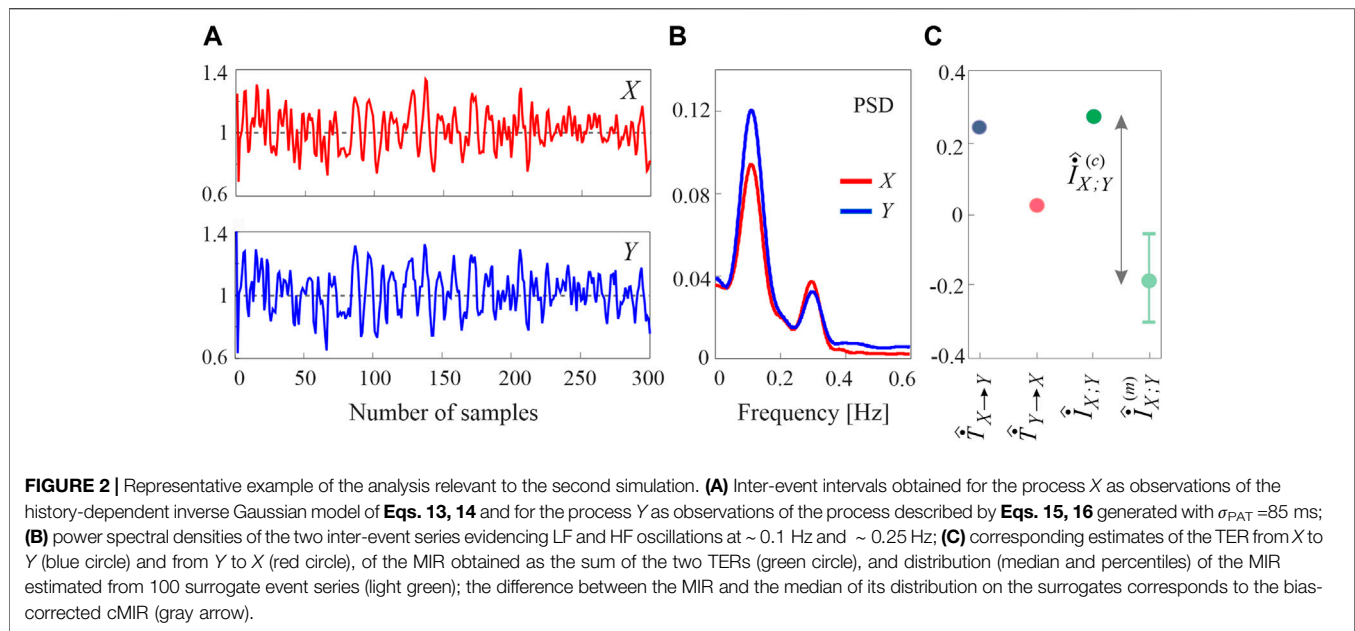 A
1.4
X
1
0.6
1.4
Y
1
0.6
0 50 100 150 200 250 300
Number of samples
B
PSD
0.12
X
Y
0.08
0.04
0
0 0.2 0.4 0.6
Frequency [Hz]
C
0.4
0.2
0
-0.2
-0.4
Î̇^(c)_X;Y
T̂̇_X→Y
T̂̇_Y→X
Î̇_X;Y
Î̇^(m)_X;Y
FIGURE 2 | Representative example of the analysis relevant to the second simulation. (A) Inter-event intervals obtained for the process X as observations of the
history-dependent inverse Gaussian model of Eqs. 13, 14 and for the process Y as observations of the process described by Eqs. 15, 16 generated with σPAT =85 ms;
(B) power spectral densities of the two inter-event series evidencing LF and HF oscillations at ~ 0.1 Hz and ~ 0.25 Hz; (C) corresponding estimates of the TER from X to
Y (blue circle) and from Y to X (red circle), of the MIR obtained as the sum of the two TERs (green circle), and distribution (median and percentiles) of the MIR
estimated from 100 surrogate event series (light green); the difference between the MIR and the median of its distribution on the surrogates corresponds to the bias-
corrected cMIR (gray arrow).